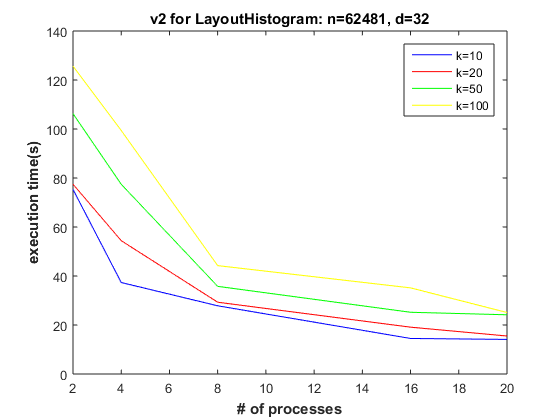 v2 for LayoutHistogram: n=62481, d=32
140
120
100
80
60
40
20
0
execution time(s)
k=10
k=20
k=50
k=100
2 4 6 8 10 12 14 16 18 20
# of processes